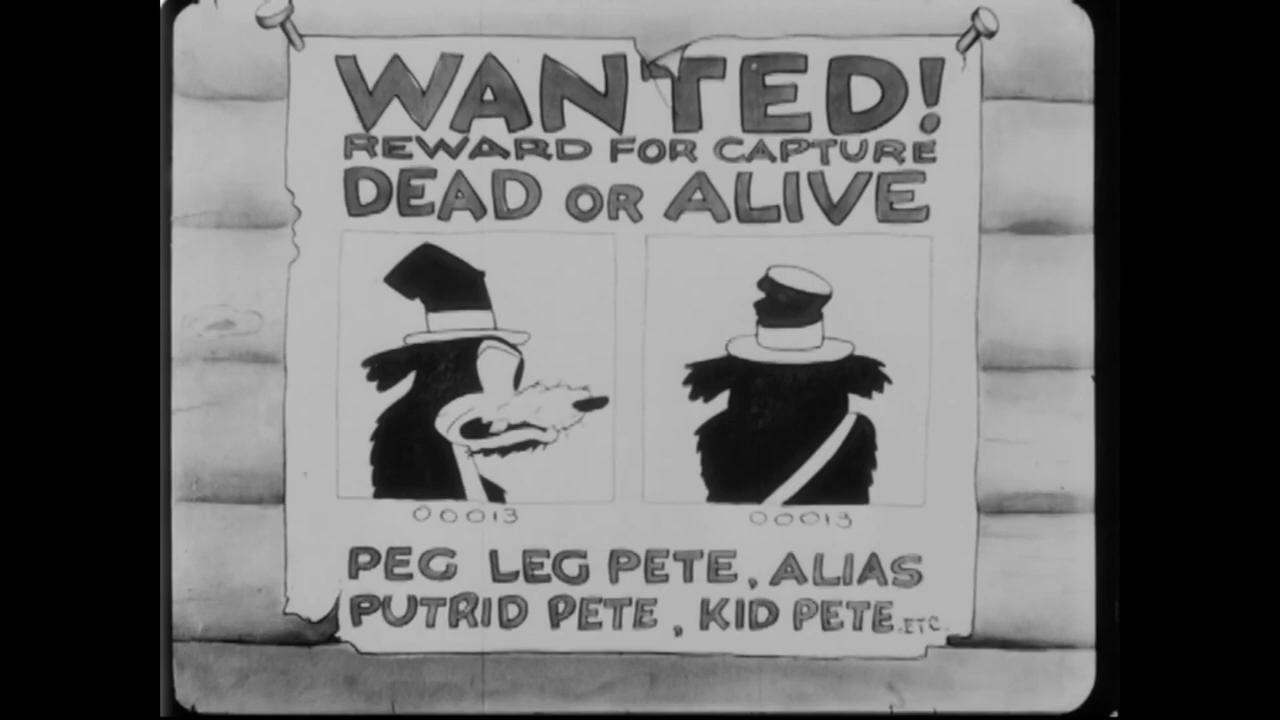 WANTED!
REWARD FOR CAPTURE
DEAD OR ALIVE
00013 00013
PEG LEG PETE, ALIAS
PUTRID PETE, KID PETE.ETC.